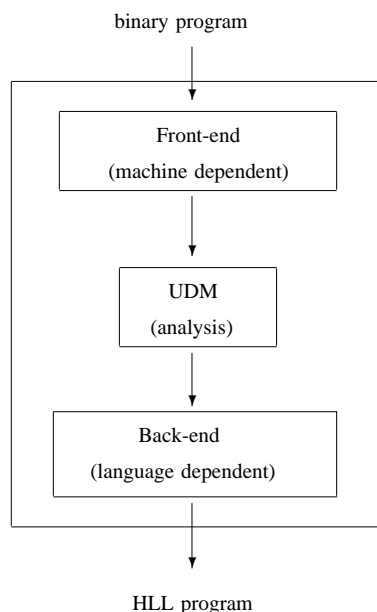 binary program
Front-end
(machine dependent)
UDM
(analysis)
Back-end
(language dependent)
HLL program